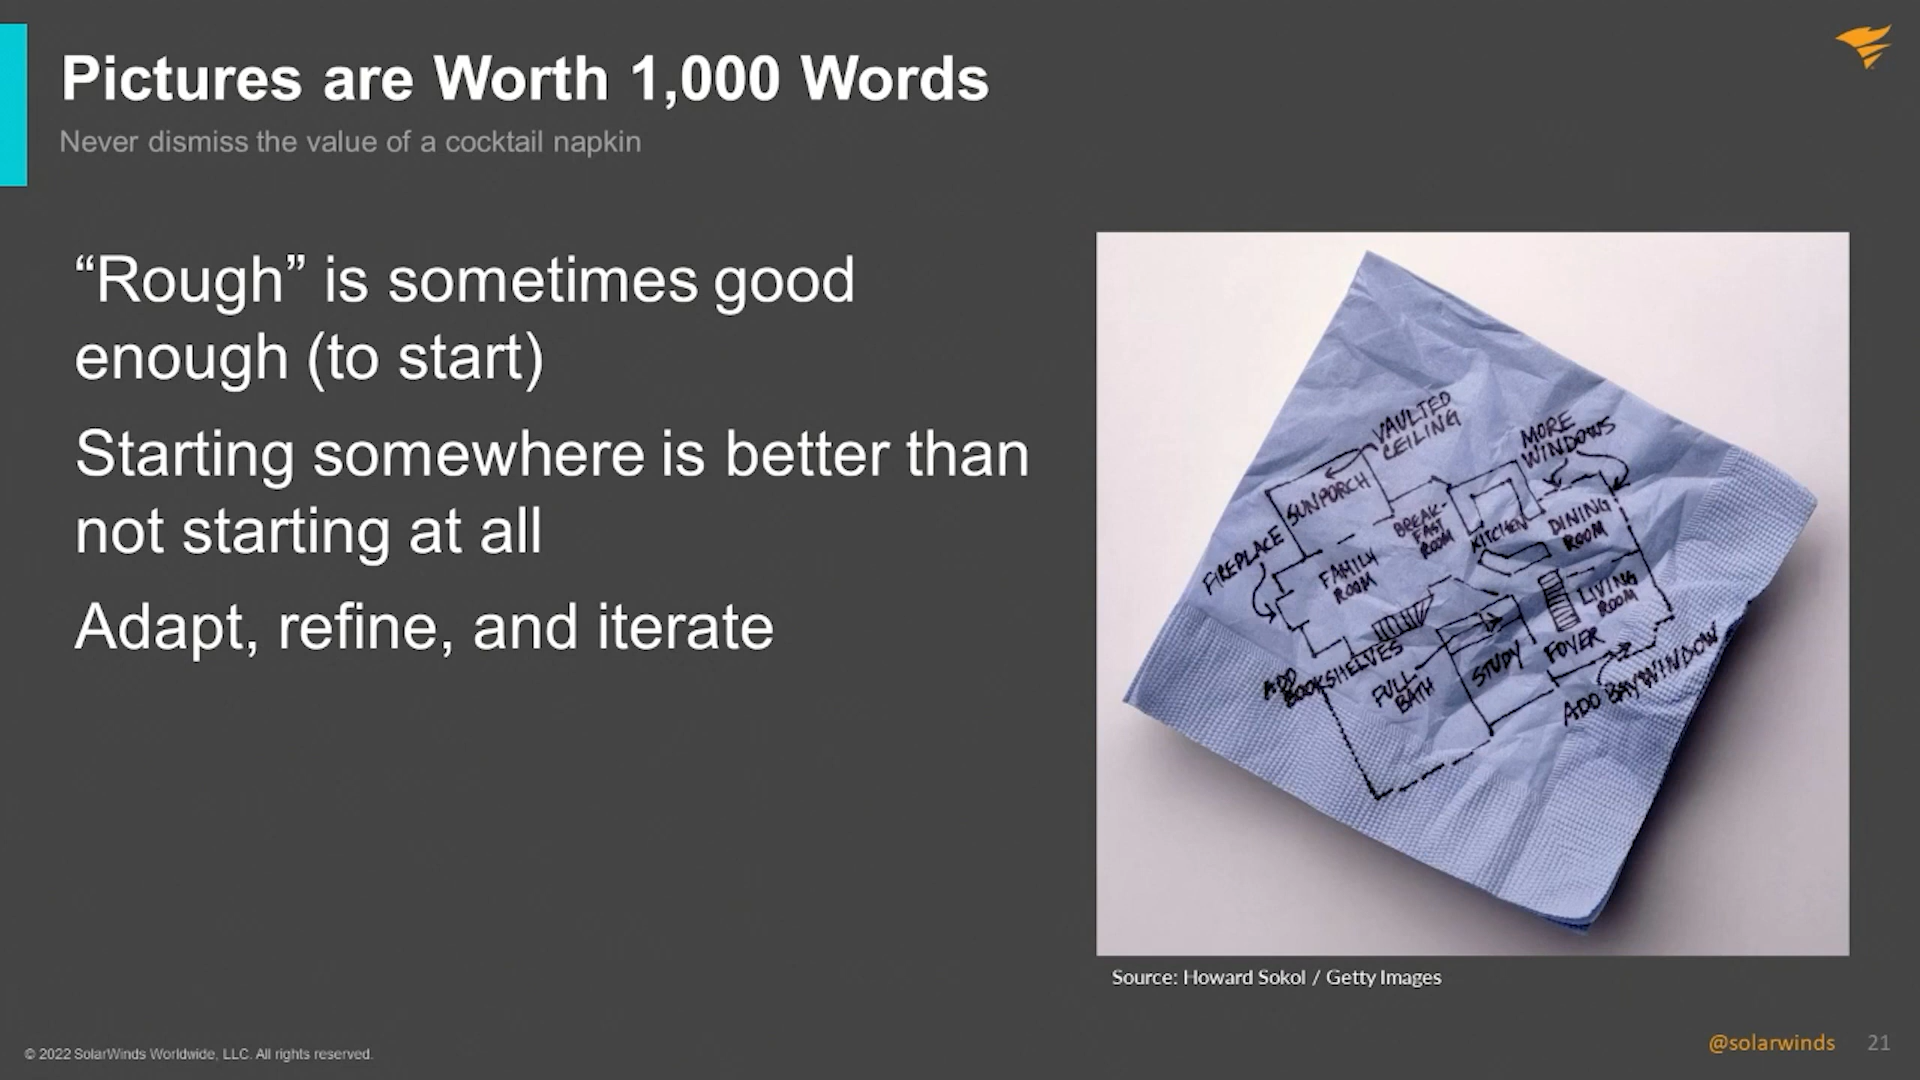 Pictures are Worth 1,000 Words
Never dismiss the value of a cocktail napkin
“Rough” is sometimes good
enough (to start)
Starting somewhere is better than
not starting at all
Adapt, refine, and iterate
VAULTED
CEILING
MORE
WINDOWS
SUNPORCH
BREAK-
FAST
ROOM
KITCHEN
DINING
ROOM
FIREPLACE
FAMILY
ROOM
LIVING
ROOM
ADD
BOOKSHELVES
FULL
BATH
STUDY
FOYER
ADD BAY WINDOW
Source: Howard Sokol / Getty Images
© 2022 SolarWinds Worldwide, LLC. All rights reserved.
@solarwinds
21